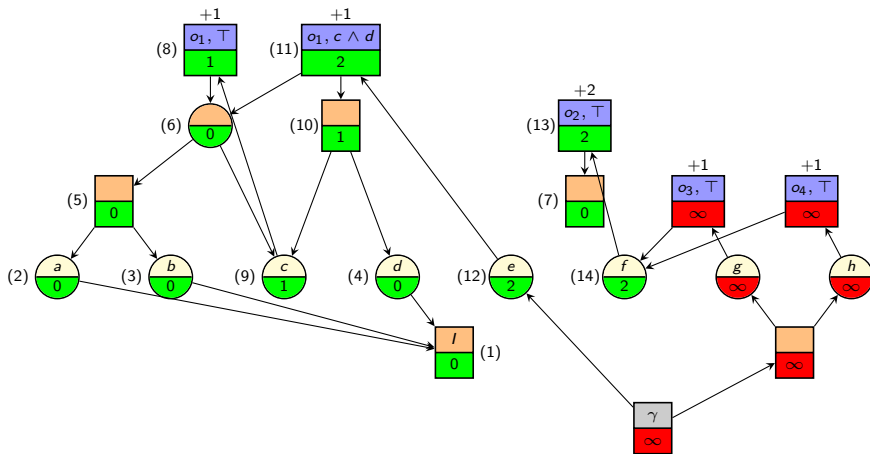 +1 +1
(8) o₁, ⊤ (11) o₁, c ∧ d
1 2
+2
(6) 0 (10) 1 (13) o₂, ⊤
2
+1 +1
(5) 0 (7) 0 o₃, ⊤ o₄, ⊤
∞ ∞
(2) a (3) b (9) c (4) d (12) e (14) f g h
0 0 1 0 2 2 ∞ ∞
I (1)
0 ∞
γ
∞